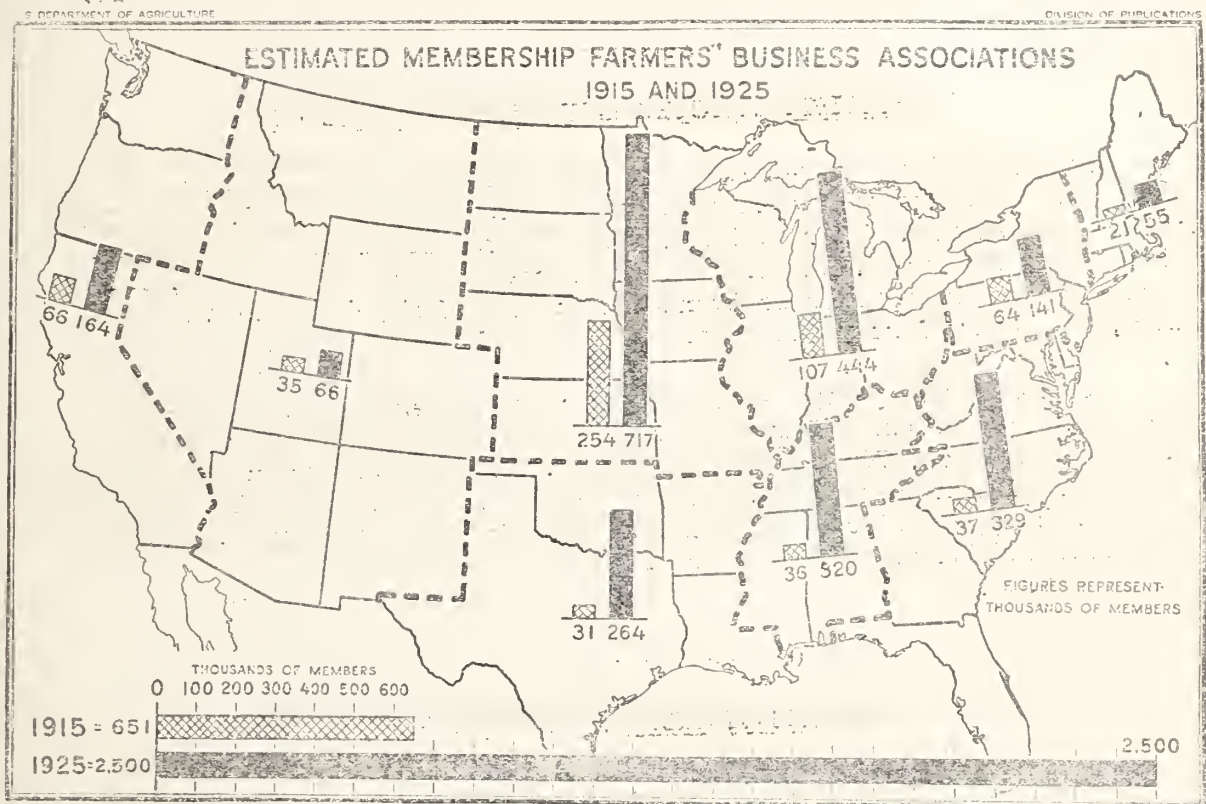 S DEPARTMENT OF AGRICULTURE
DIVISION OF PUBLICATIONS
ESTIMATED MEMBERSHIP FARMERS" BUSINESS ASSOCIATIONS
1915 AND 1925
21 55
66 164
64 141
107 444
35 66
254 717
37 329
36 320
31 264
FIGURES REPRESENT-
THOUSANDS OF MEMBERS
THOUSANDS OF MEMBERS
0 100 200 300 400 500 600
1915 = 651
2.500
1925=2,500